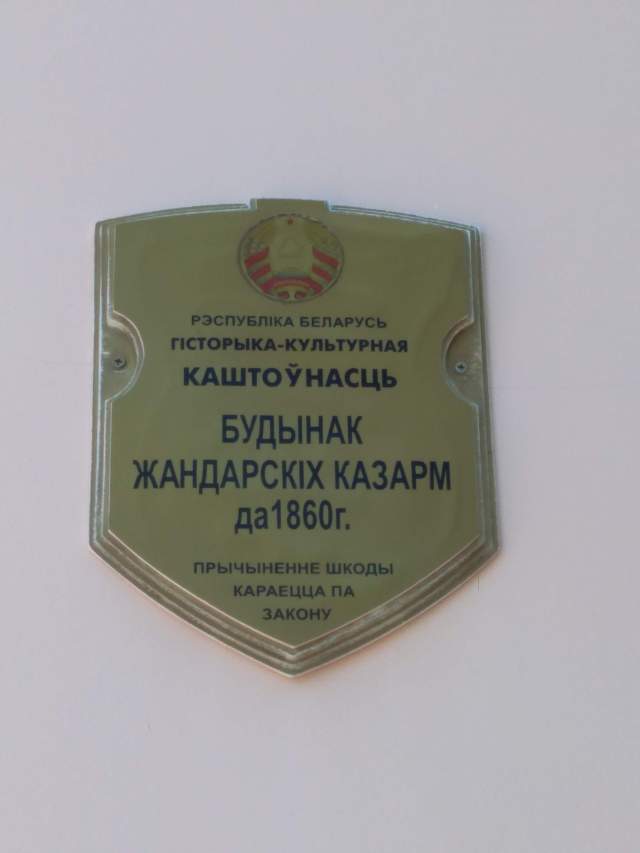 РЭСПУБЛІКА БЕЛАРУСЬ
ГІСТОРЫКА-КУЛЬТУРНАЯ
КАШТОЎНАСЦЬ
БУДЫНАК
ЖАНДАРСКІХ КАЗАРМ
да1860г.
ПРЫЧЫНЕННЕ ШКОДЫ
КАРАЕЦЦА ПА
ЗАКОНУ